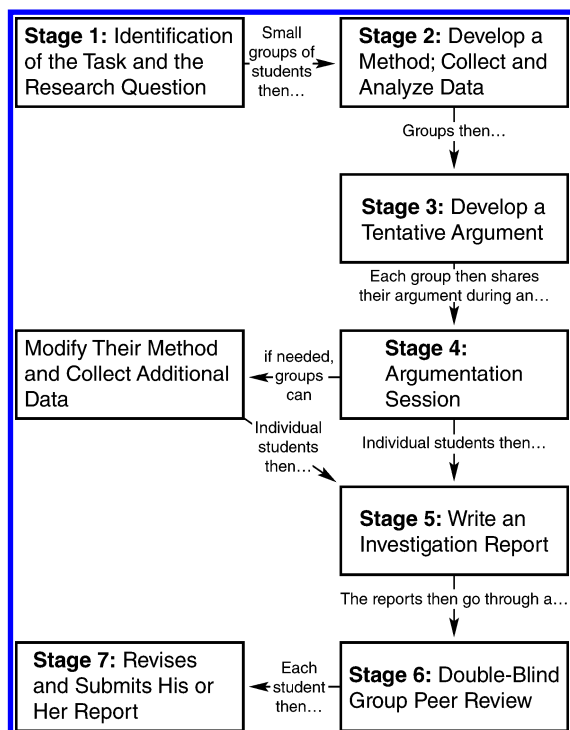 Stage 1: Identification
of the Task and the
Research Question
Small
groups of
students
then…
Stage 2: Develop a
Method; Collect and
Analyze Data
Groups then…
Stage 3: Develop a
Tentative Argument
Each group then shares
their argument during an…
Stage 4:
Argumentation
Session
if needed,
groups
can
Modify Their Method
and Collect Additional
Data
Individual
students
then…
Individual students then…
Stage 5: Write an
Investigation Report
The reports then go through a…
Stage 6: Double-Blind
Group Peer Review
Each
student
then…
Stage 7: Revises
and Submits His or
Her Report